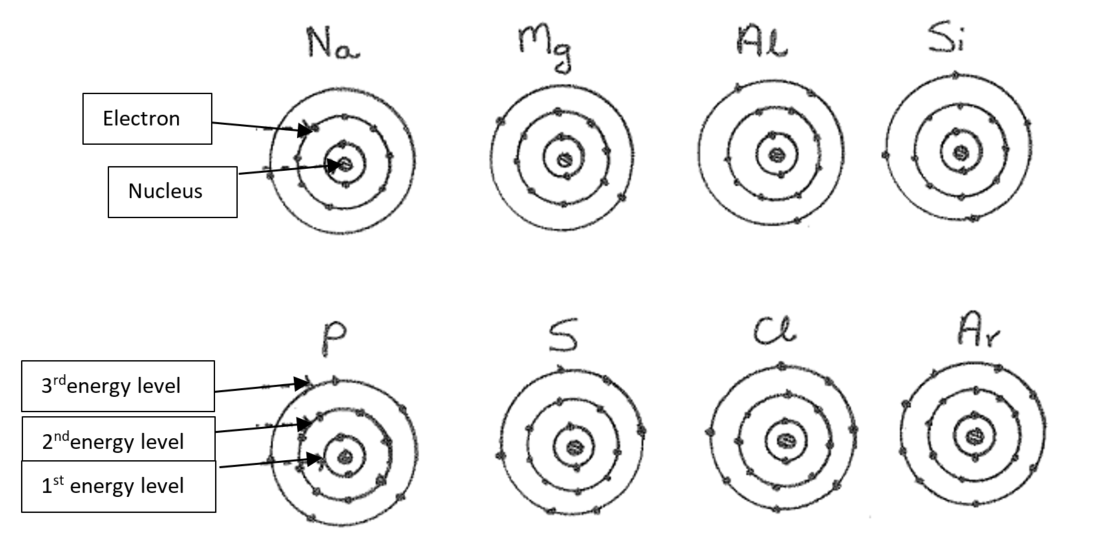 Na Mg Al Si
Electron
Nucleus
P S Cl Ar
3rdenergy level
2ndenergy level
1st energy level